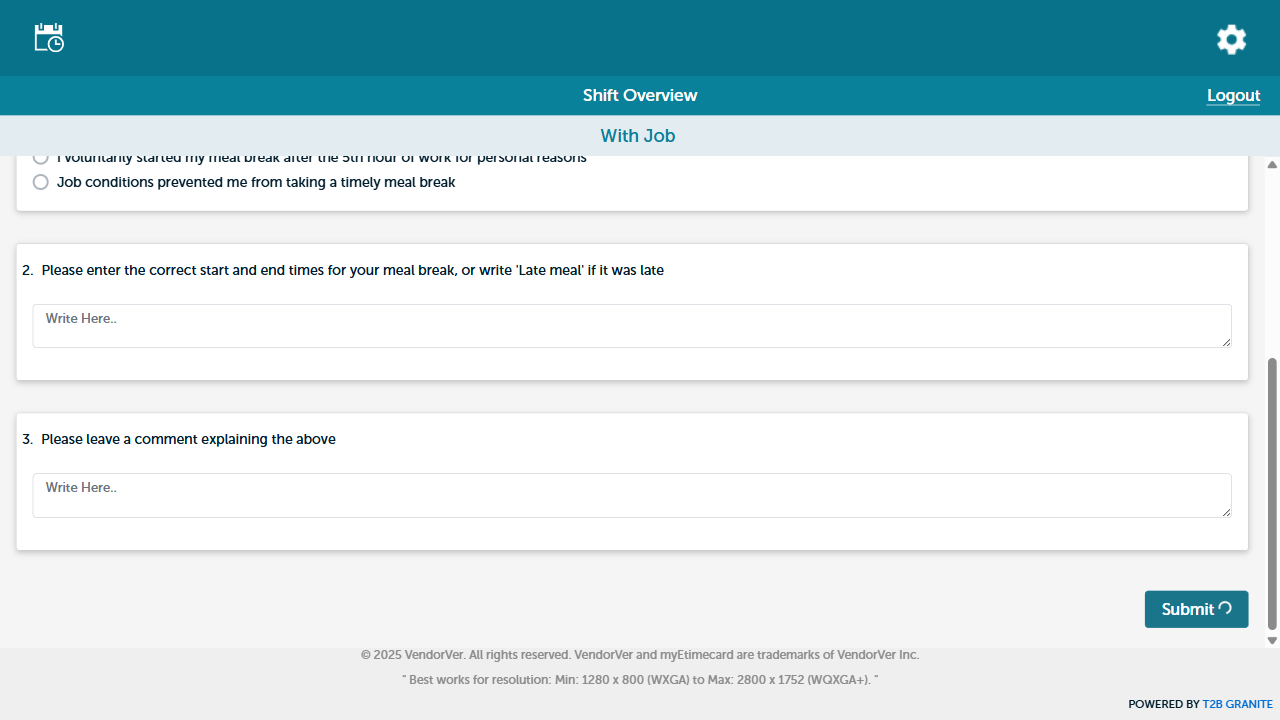 Shift Overview
Logout
With Job
I voluntarily started my meal break after the 5th hour of work for personal reasons
Job conditions prevented me from taking a timely meal break
2. Please enter the correct start and end times for your meal break, or write 'Late meal' if it was late
Write Here..
3. Please leave a comment explaining the above
Write Here..
Submit
© 2025 VendorVer. All rights reserved. VendorVer and myEtimecard are trademarks of VendorVer Inc.
" Best works for resolution: Min: 1280 x 800 (WXGA) to Max: 2800 x 1752 (WQXGA+). "
POWERED BY T2B GRANITE